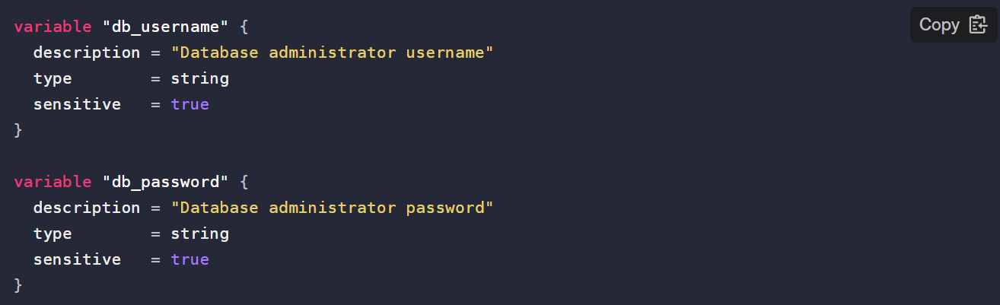 variable "db_username" {
  description = "Database administrator username"
  type        = string
  sensitive   = true
}

variable "db_password" {
  description = "Database administrator password"
  type        = string
  sensitive   = true
}
Copy